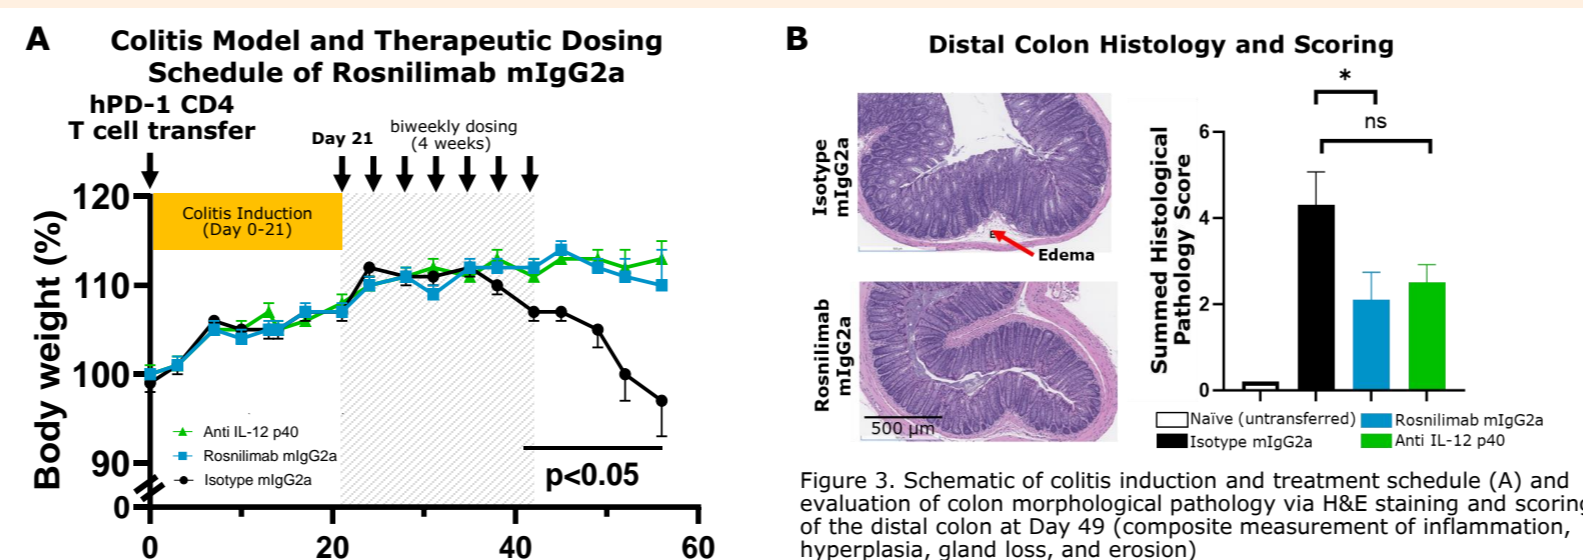 A
Colitis Model and Therapeutic Dosing
Schedule of Rosnilimab mIgG2a
hPD-1 CD4
T cell transfer
Day 21
biweekly dosing
(4 weeks)
Colitis Induction
(Day 0-21)
Body weight (%)
120
110
100
90
0
Anti IL-12 p40
Rosnilimab mIgG2a
Isotype mIgG2a
p<0.05
0
20
40
60
B
Distal Colon Histology and Scoring
Isotype
mIgG2a
Edema
Rosnilimab
mIgG2a
500 µm
*
ns
Summed Histological
Pathology Score
6
4
2
0
Naïve (untransferred)
Rosnilimab mIgG2a
Isotype mIgG2a
Anti IL-12 p40
Figure 3. Schematic of colitis induction and treatment schedule (A) and
evaluation of colon morphological pathology via H&E staining and scoring
of the distal colon at Day 49 (composite measurement of inflammation,
hyperplasia, gland loss, and erosion)